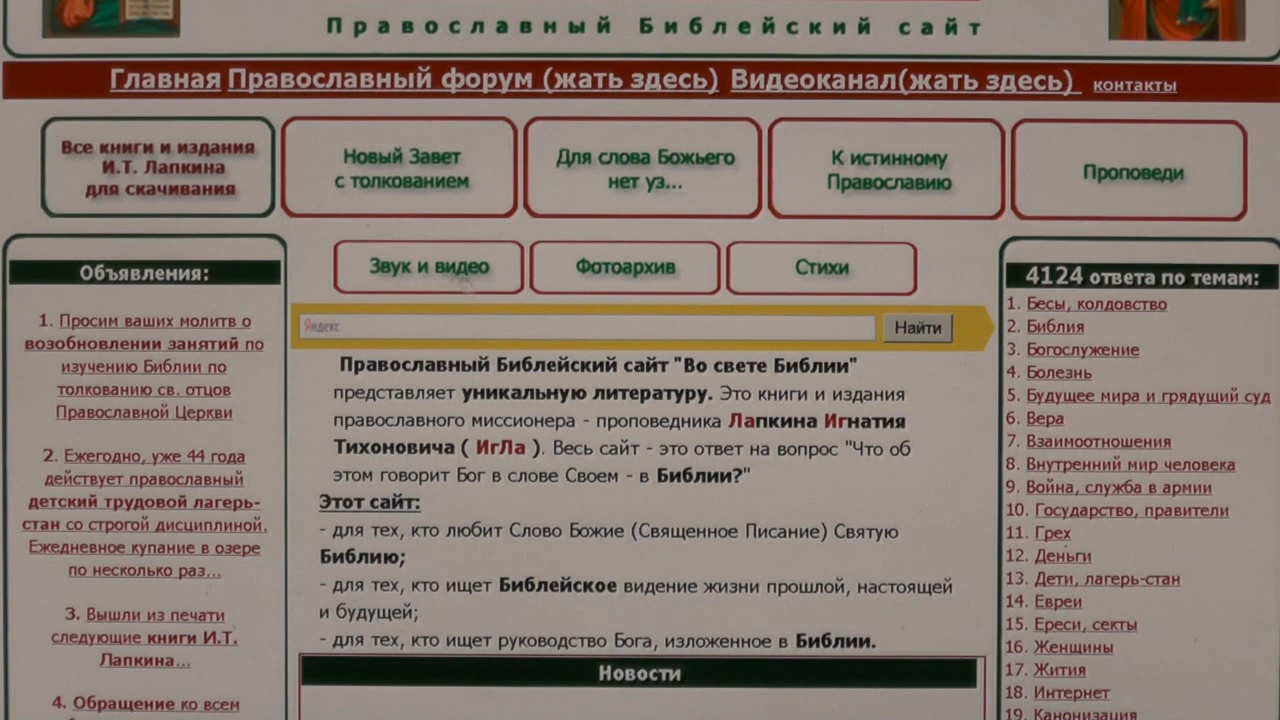 Православный Библейский сайт
Главная Православный форум (жать здесь) Видеоканал(жать здесь) контакты
Все книги и издания
И.Т. Лапкина
для скачивания
Новый Завет
с толкованием
Для слова Божьего
нет уз...
К истинному
Православию
Проповеди
Звук и видео
Фотоархив
Стихи
Объявления:
1. Просим ваших молитв о
возобновлении занятий по
изучению Библии по
толкованию св. отцов
Православной Церкви
2. Ежегодно, уже 44 года
действует православный
детский трудовой лагерь-
стан со строгой дисциплиной.
Ежедневное купание в озере
по несколько раз...
3. Вышли из печати
следующие книги И.Т.
Лапкина...
4. Обращение ко всем
Яндекс
Найти
Православный Библейский сайт "Во свете Библии"
представляет уникальную литературу. Это книги и издания
православного миссионера - проповедника Лапкина Игнатия
Тихоновича ( ИгЛа ). Весь сайт - это ответ на вопрос "Что об
этом говорит Бог в слове Своем - в Библии?"
Этот сайт:
- для тех, кто любит Слово Божие (Священное Писание) Святую
Библию;
- для тех, кто ищет Библейское видение жизни прошлой, настоящей
и будущей;
- для тех, кто ищет руководство Бога, изложенное в Библии.
Новости
4124 ответа по темам:
1. Бесы, колдовство
2. Библия
3. Богослужение
4. Болезнь
5. Будущее мира и грядущий суд
6. Вера
7. Взаимоотношения
8. Внутренний мир человека
9. Война, служба в армии
10. Государство, правители
11. Грех
12. Деньги
13. Дети, лагерь-стан
14. Евреи
15. Ереси, секты
16. Женщины
17. Жития
18. Интернет
19. Канонизация